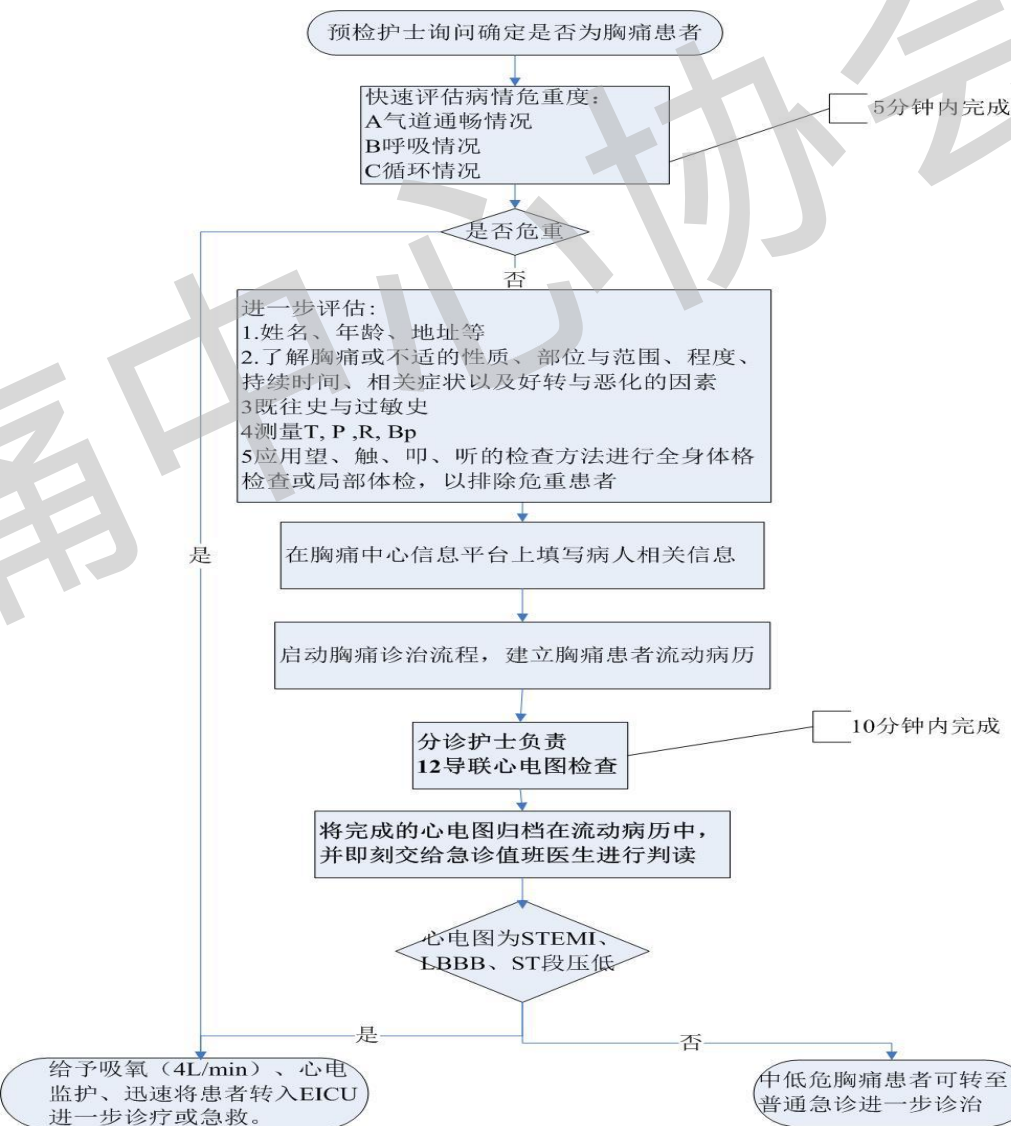 预检护士询问确定是否为胸痛患者
快速评估病情危重度：
A气道通畅情况
B呼吸情况
C循环情况
5分钟内完成
是否危重
否
进一步评估：
1.姓名、年龄、地址等
2.了解胸痛或不适的性质、部位与范围、程度、
持续时间、相关症状以及好转与恶化的因素
3既往史与过敏史
4测量T, P ,R, Bp
5应用望、触、叩、听的检查方法进行全身体格
检查或局部体检，以排除危重患者
是
在胸痛中心信息平台上填写病人相关信息
启动胸痛诊治流程，建立胸痛患者流动病历
分诊护士负责
12导联心电图检查
10分钟内完成
将完成的心电图归档在流动病历中，
并即刻交给急诊值班医生进行判读
心电图为STEMI、
LBBB、ST段压低
是
否
给予吸氧（4L/min）、心电
监护、迅速将患者转入EICU
进一步诊疗或急救。
中低危胸痛患者可转至
普通急诊进一步诊治
痛中心协会